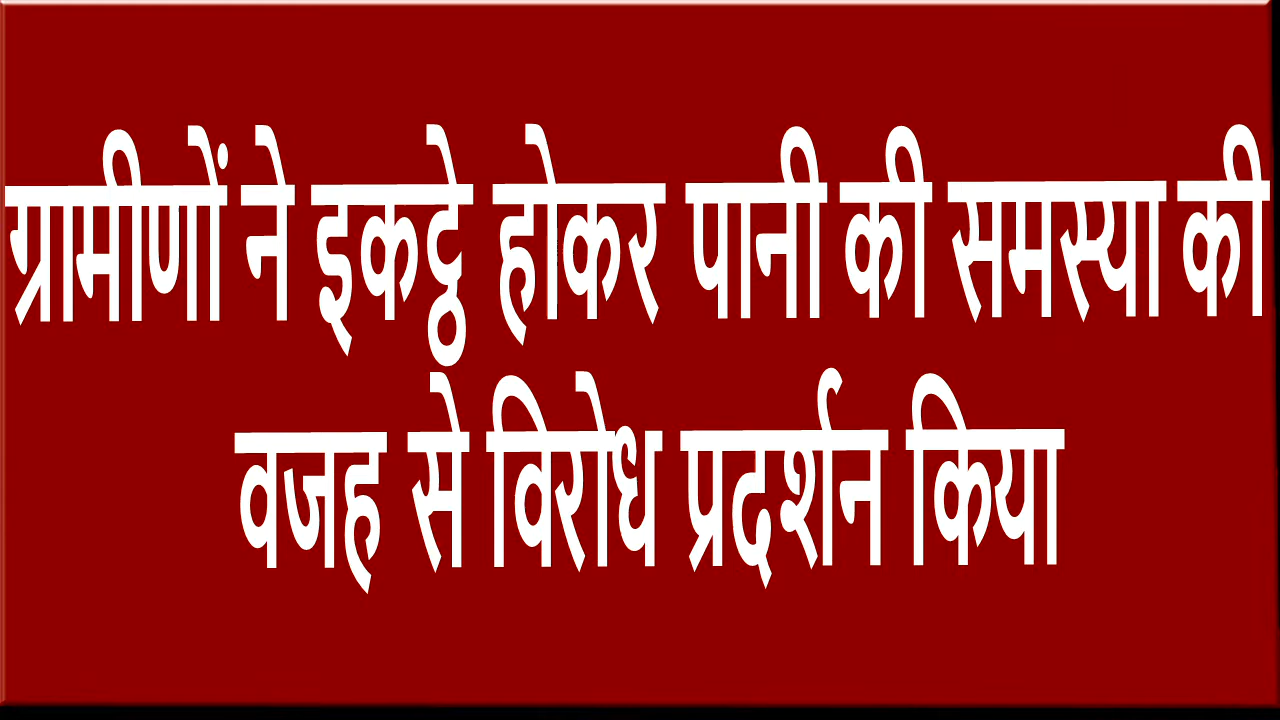 ग्रामीणों ने इकट्ठे होकर पानी की समस्या की
वजह से विरोध प्रदर्शन किया